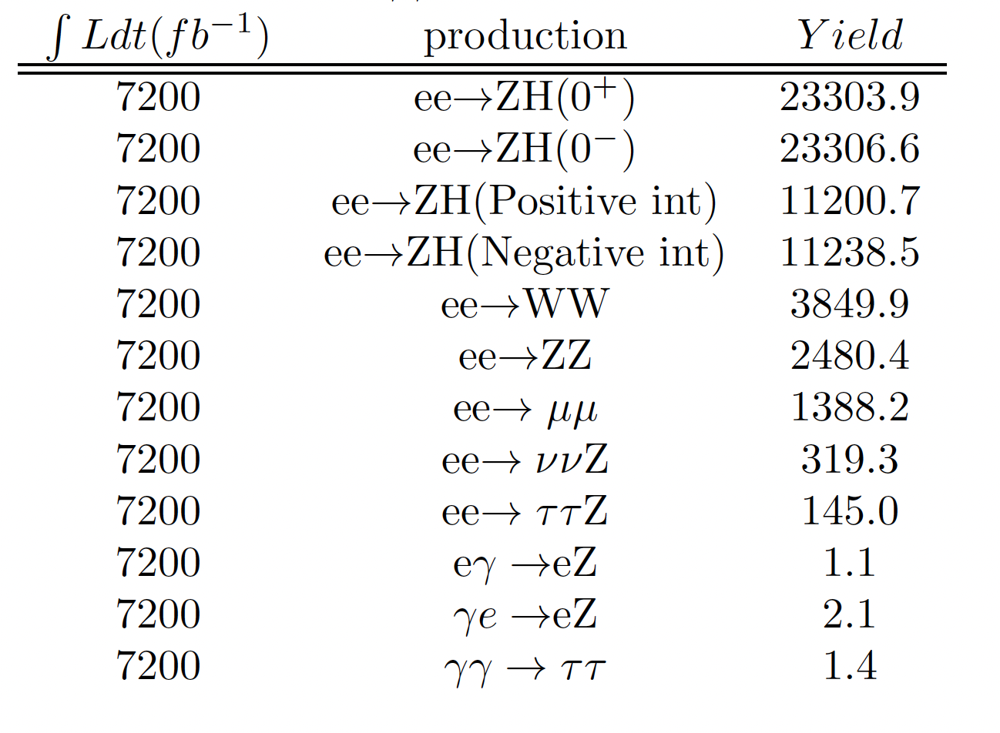 ∫ Ldt(fb⁻¹) production Yield
7200 ee→ZH(0⁺) 23303.9
7200 ee→ZH(0⁻) 23306.6
7200 ee→ZH(Positive int) 11200.7
7200 ee→ZH(Negative int) 11238.5
7200 ee→WW 3849.9
7200 ee→ZZ 2480.4
7200 ee→ μμ 1388.2
7200 ee→ ννZ 319.3
7200 ee→ ττZ 145.0
7200 eγ →eZ 1.1
7200 γe →eZ 2.1
7200 γγ → ττ 1.4